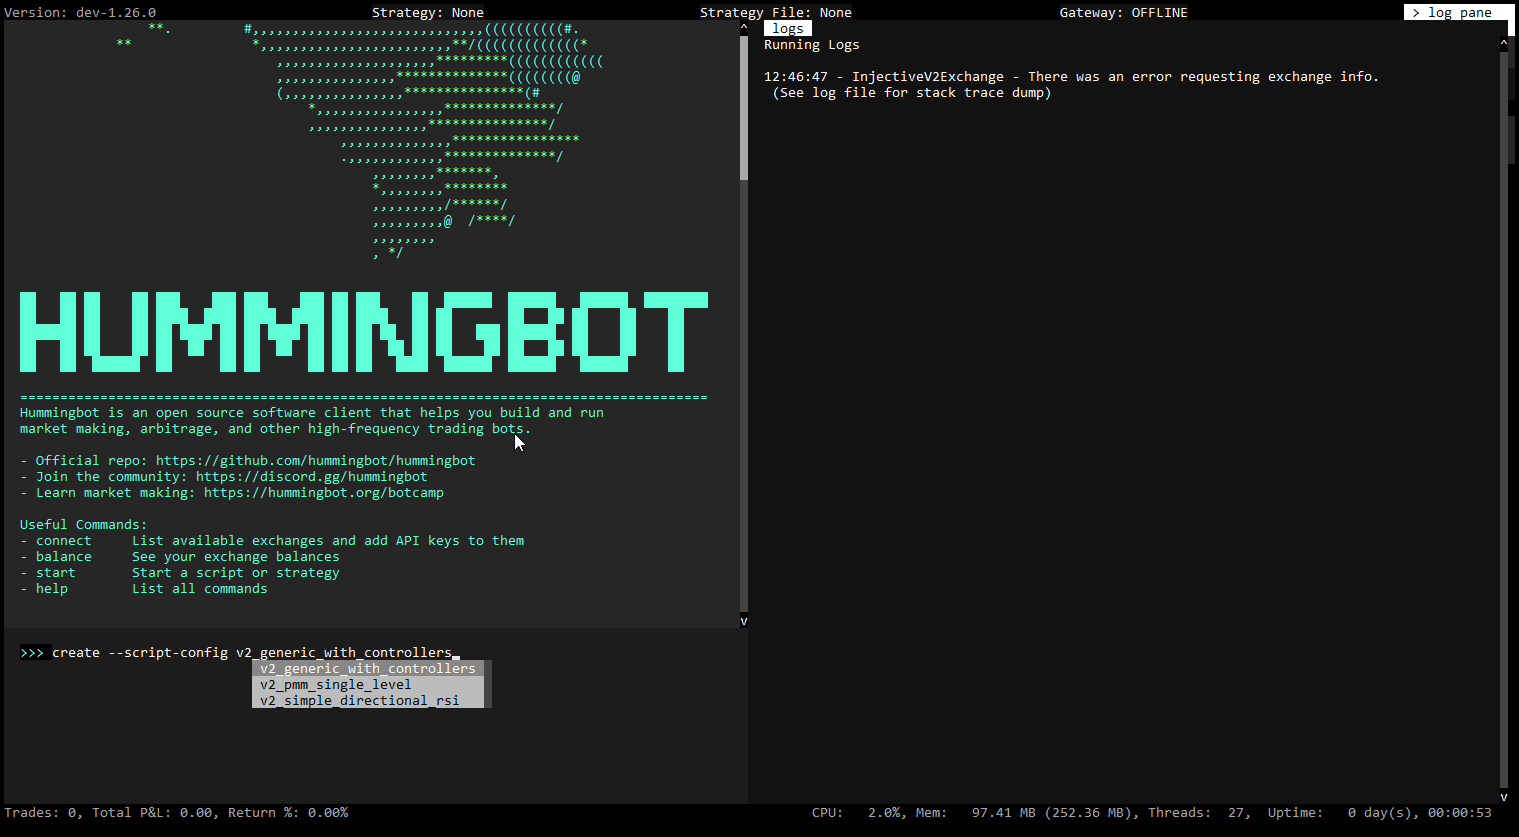 Version: dev-1.26.0 Strategy: None Strategy File: None Gateway: OFFLINE > log pane
HUMMINGBOT
=====================================================================================
Hummingbot is an open source software client that helps you build and run
market making, arbitrage, and other high-frequency trading bots.
- Official repo: https://github.com/hummingbot/hummingbot
- Join the community: https://discord.gg/hummingbot
- Learn market making: https://hummingbot.org/botcamp
Useful Commands:
- connect List available exchanges and add API keys to them
- balance See your exchange balances
- start Start a script or strategy
- help List all commands
>>> create --script-config v2_generic_with_controllers
v2_generic_with_controllers
v2_pmm_single_level
v2_simple_directional_rsi
logs
Running Logs
12:46:47 - InjectiveV2Exchange - There was an error requesting exchange info.
(See log file for stack trace dump)
Trades: 0, Total P&L: 0.00, Return %: 0.00% CPU: 2.0%, Mem: 97.41 MB (252.36 MB), Threads: 27, Uptime: 0 day(s), 00:00:53